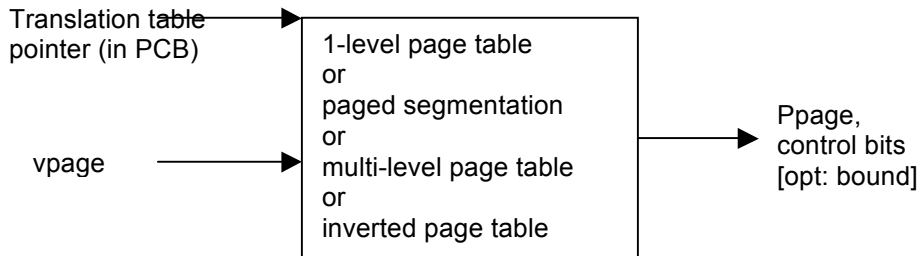 Translation table
pointer (in PCB)
vpage
1-level page table
or
paged segmentation
or
multi-level page table
or
inverted page table
Ppage,
control bits
[opt: bound]